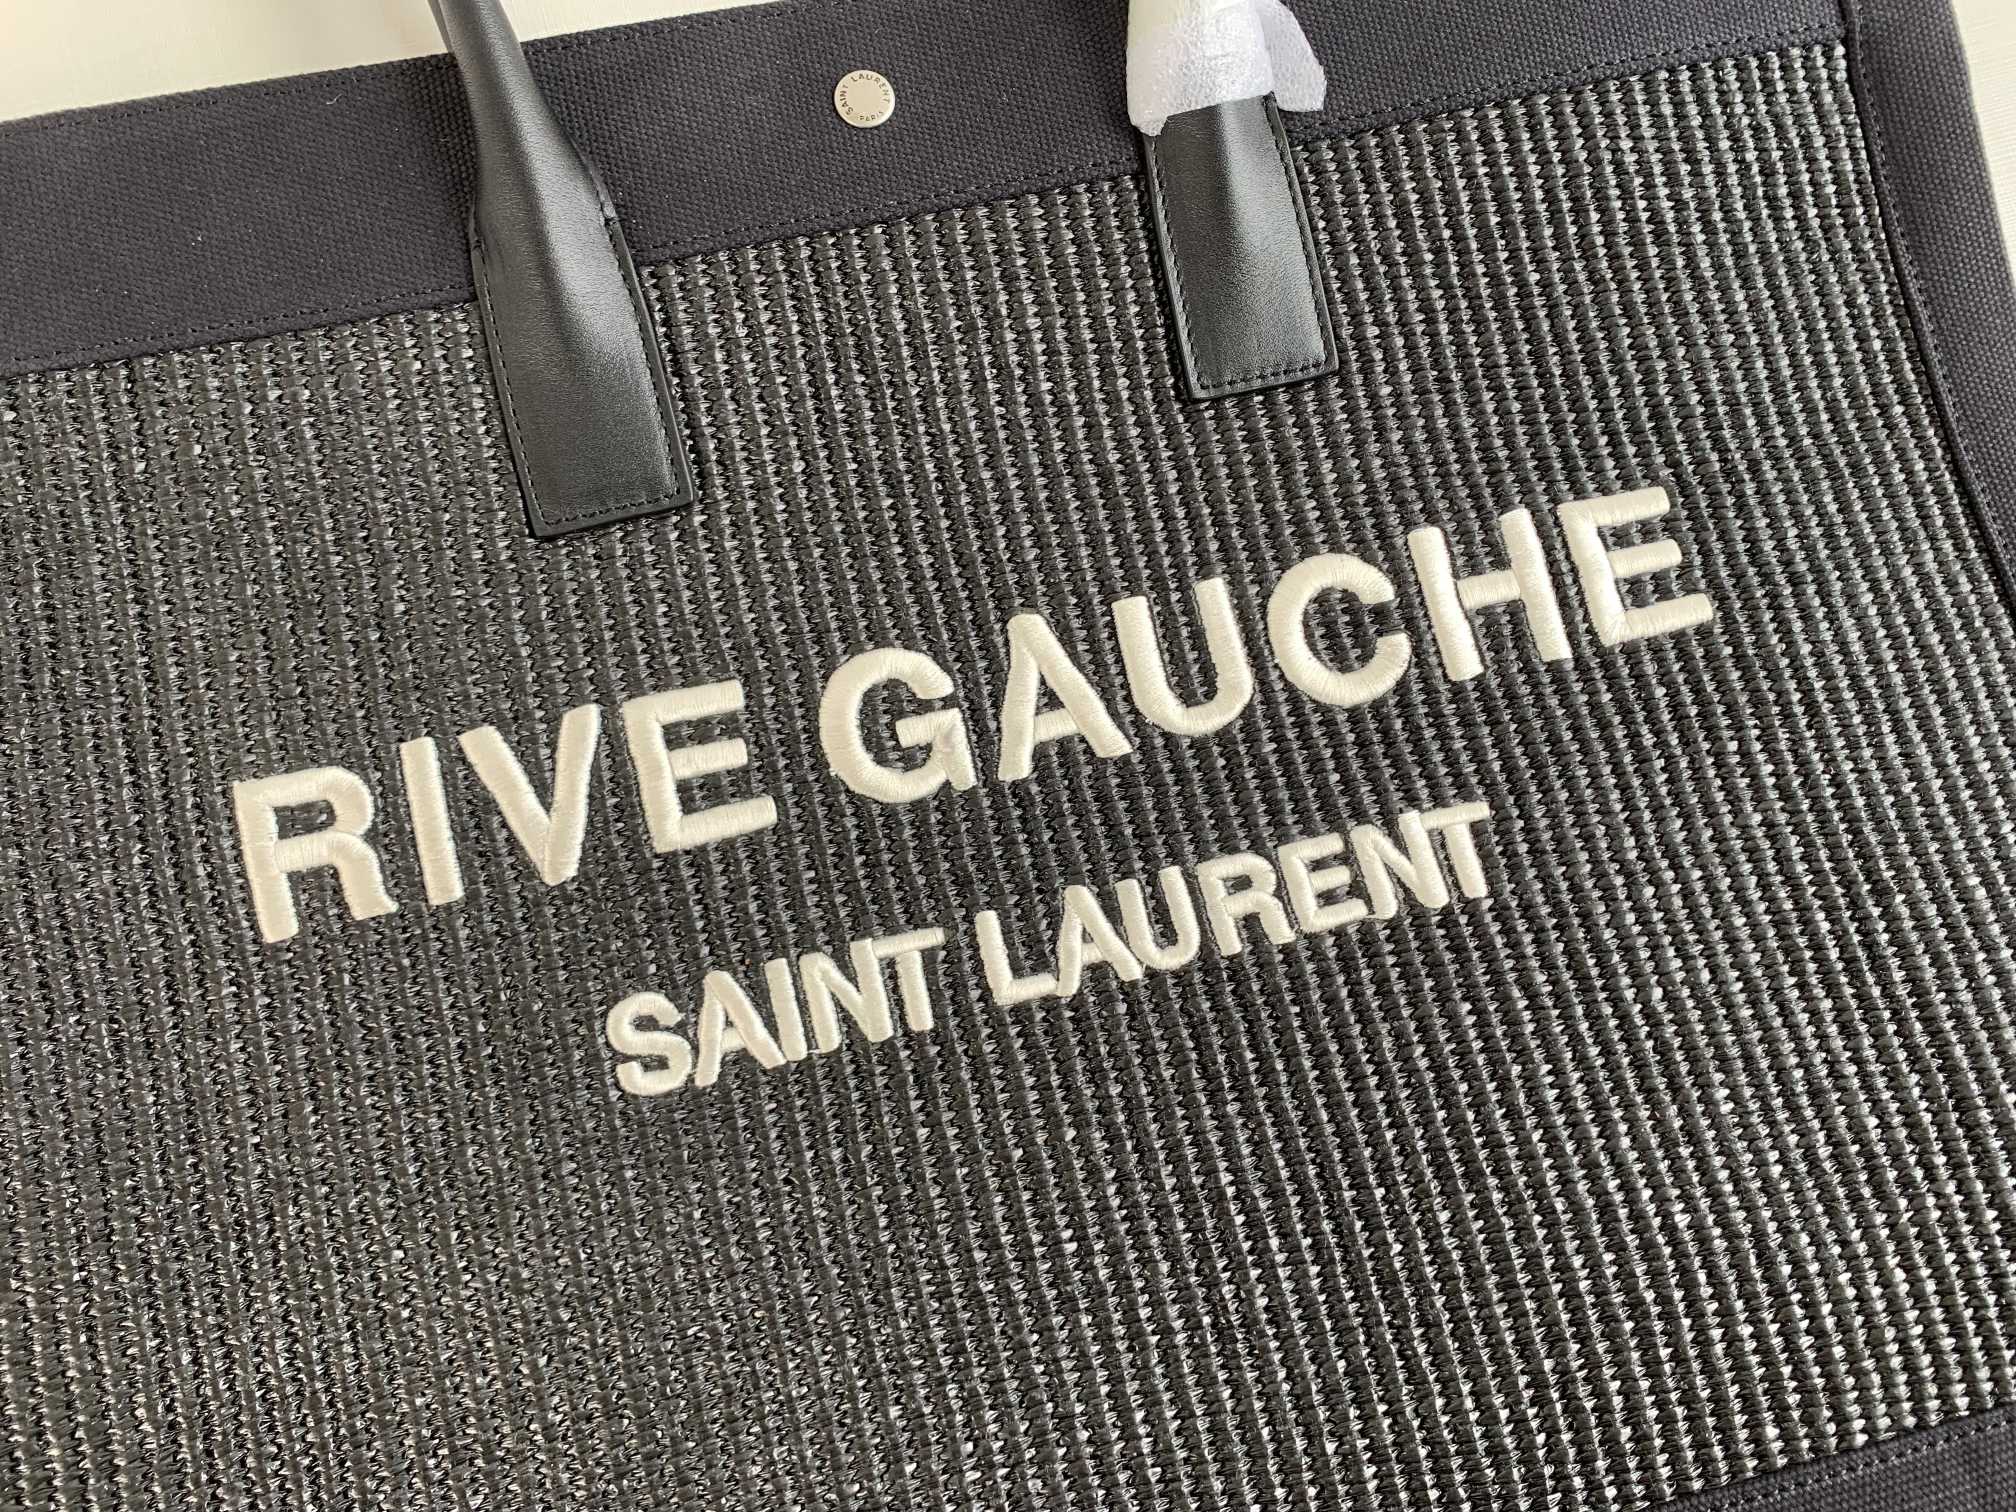 SAINT LAURENT
PARIS
RIVE GAUCHE
SAINT LAURENT